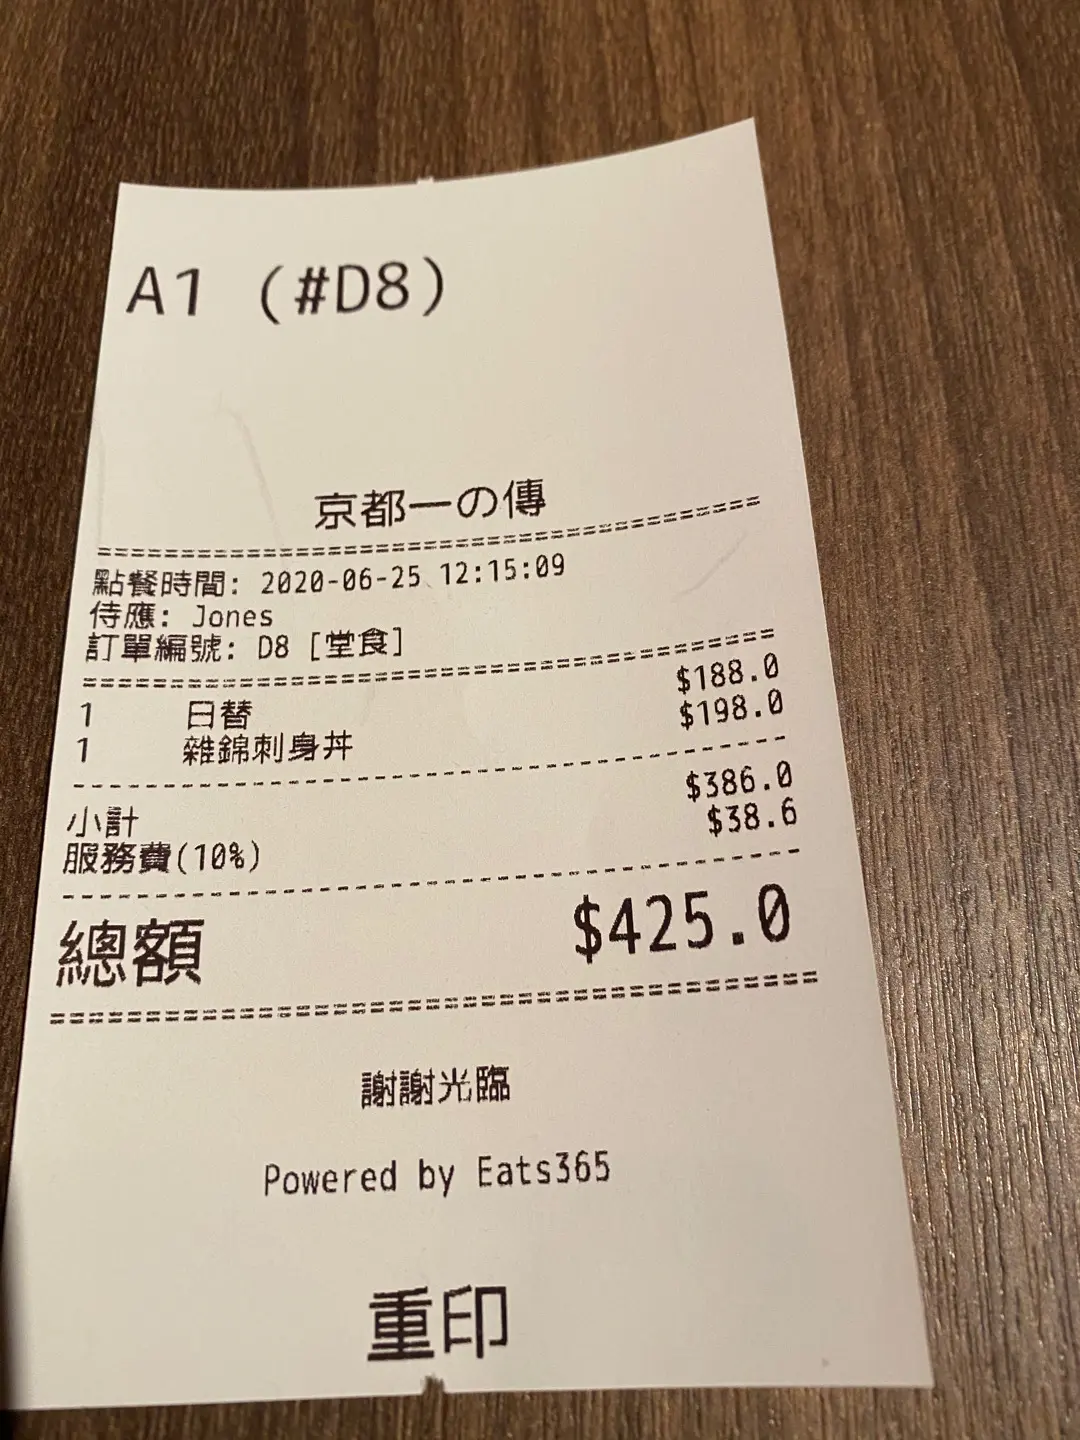 A1 (#D8)
京都一の傳
點餐時間: 2020-06-25 12:15:09
侍應: Jones
訂單編號: D8 [堂食]
1 日替 $188.0
1 雜錦刺身丼 $198.0
小計 $386.0
服務費(10%) $38.6
總額 $425.0
謝謝光臨
Powered by Eats365
重印